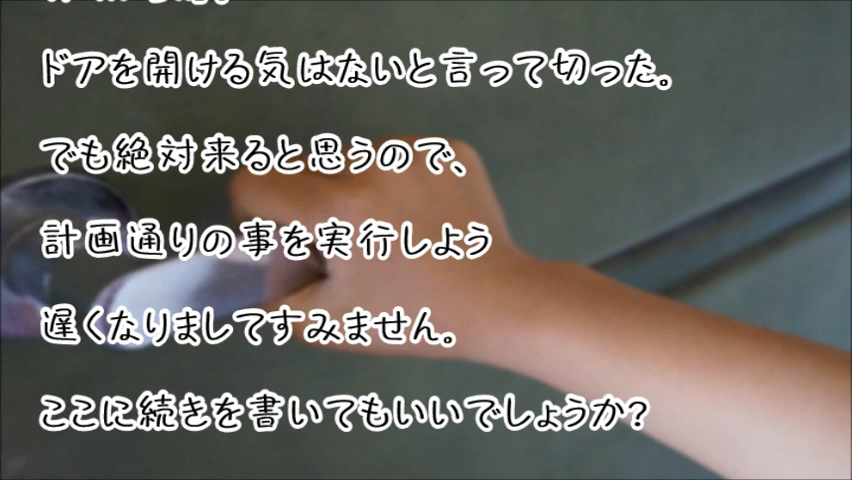 ドアを開ける気はないと言って切った。
でも絶対来ると思うので、
計画通りの事を実行しよう
遅くなりましてすみません。
ここに続きを書いてもいいでしょうか?